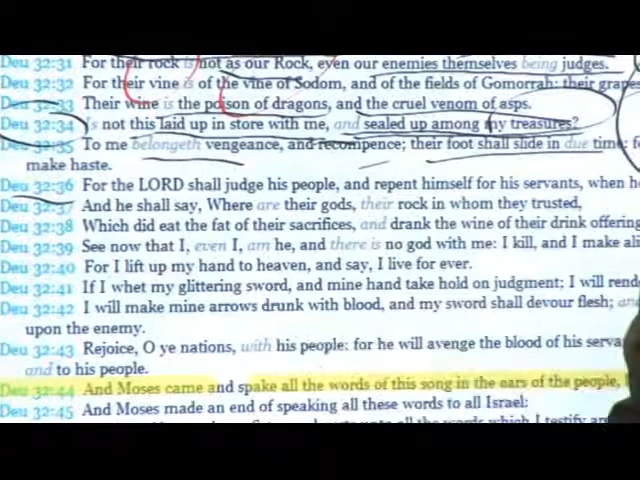 Deu 32:31 For their rock is not as our Rock, even our enemies themselves being judges.
Deu 32:32 For their vine is of the vine of Sodom, and of the fields of Gomorrah: their grapes
Deu 32:33 Their vine is the poison of dragons, and the cruel venom of asps.
Deu 32:34 Is not this laid up in store with me, and sealed up among my treasures?
Deu 32:35 To me belongeth vengeance, and recompence; their foot shall slide in due time:
make haste.
Deu 32:36 For the LORD shall judge his people, and repent himself for his servants, when
Deu 32:37 And he shall say, Where are their gods, their rock in whom they trusted,
Deu 32:38 Which did eat the fat of their sacrifices, and drank the wine of their drink offering
Deu 32:39 See now that I, even I, am he, and there is no god with me: I kill, and I make
Deu 32:40 For I lift up my hand to heaven, and say, I live for ever.
Deu 32:41 If I whet my glittering sword, and mine hand take hold on judgment; I will
Deu 32:42 I will make mine arrows drunk with blood, and my sword shall devour flesh;
upon the enemy.
Deu 32:43 Rejoice, O ye nations, with his people: for he will avenge the blood of his
and to his people.
Deu 32:44 And Moses came and spake all the words of this song in the ears of the people,
Deu 32:45 And Moses made an end of speaking all these words to all Israel: